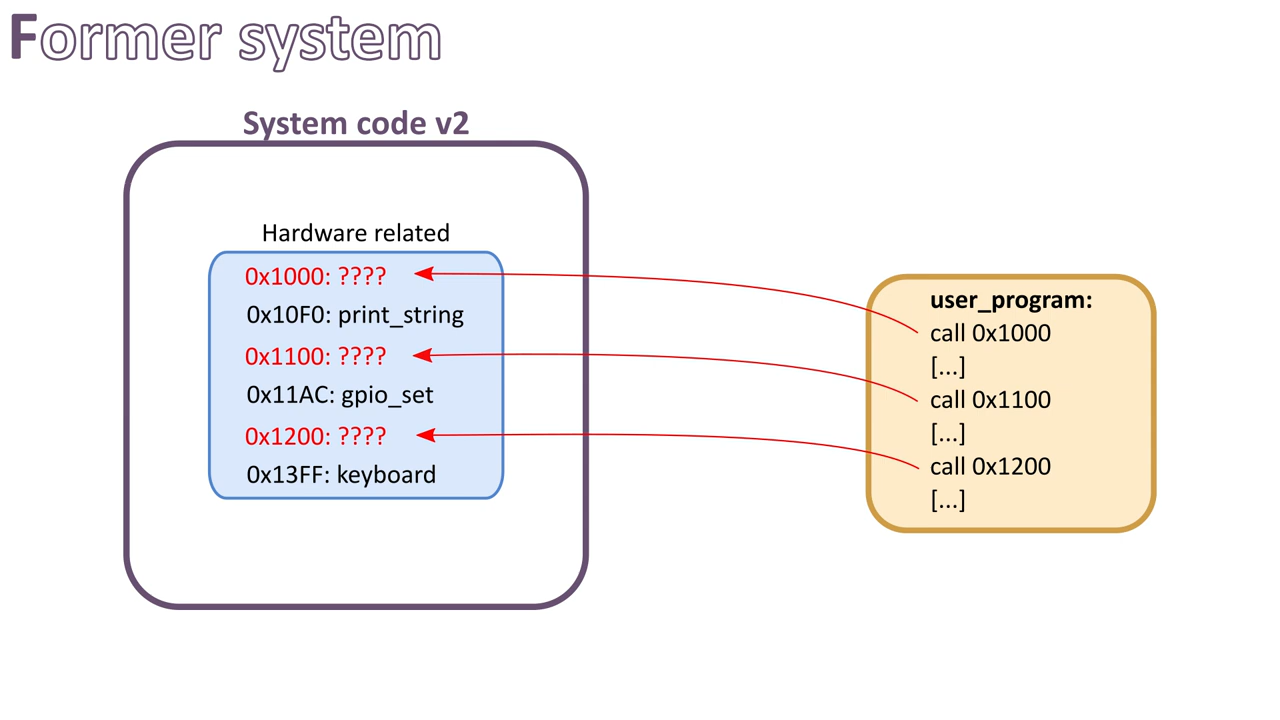 Former system
System code v2
Hardware related
0x1000: ????
0x10F0: print_string
0x1100: ????
0x11AC: gpio_set
0x1200: ????
0x13FF: keyboard
user_program:
call 0x1000
[...]
call 0x1100
[...]
call 0x1200
[...]